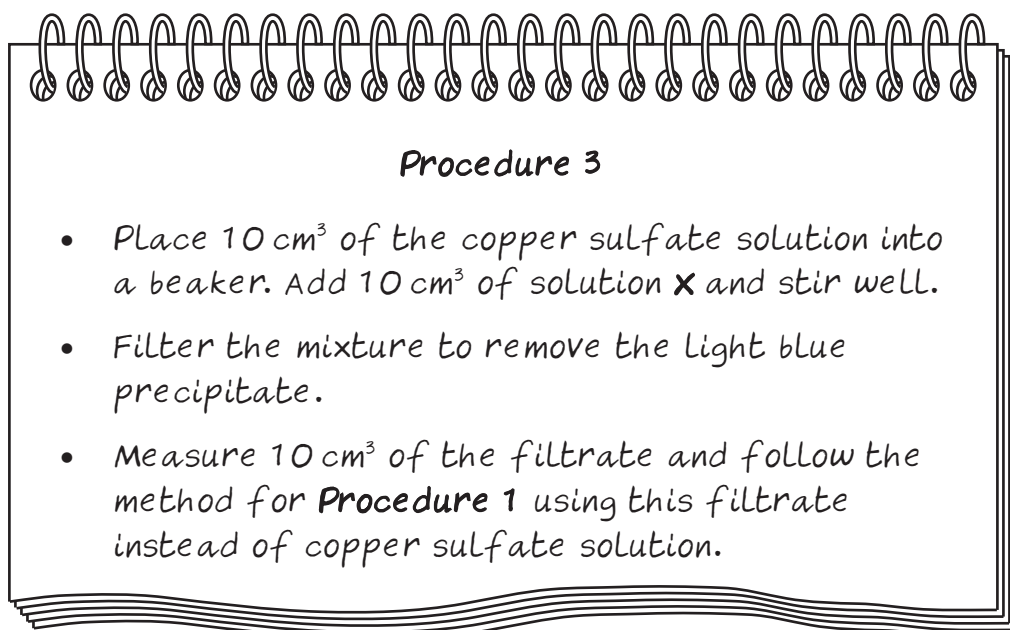 Procedure 3
• Place 10 cm³ of the copper sulfate solution into
a beaker. Add 10 cm³ of solution X and stir well.
• Filter the mixture to remove the light blue
precipitate.
• Measure 10 cm³ of the filtrate and follow the
method for Procedure 1 using this filtrate
instead of copper sulfate solution.